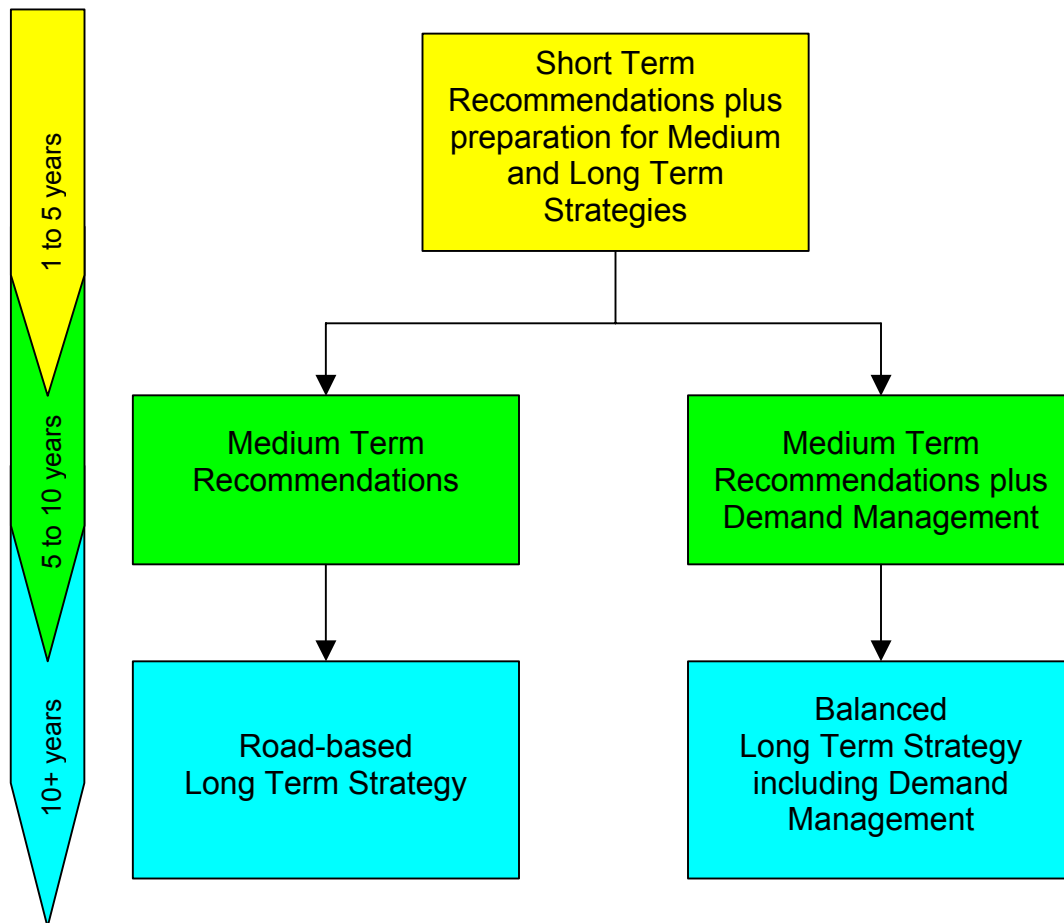 1 to 5 years
Short Term
Recommendations plus
preparation for Medium
and Long Term
Strategies
5 to 10 years
Medium Term
Recommendations
Medium Term
Recommendations plus
Demand Management
10+ years
Road-based
Long Term Strategy
Balanced
Long Term Strategy
including Demand
Management